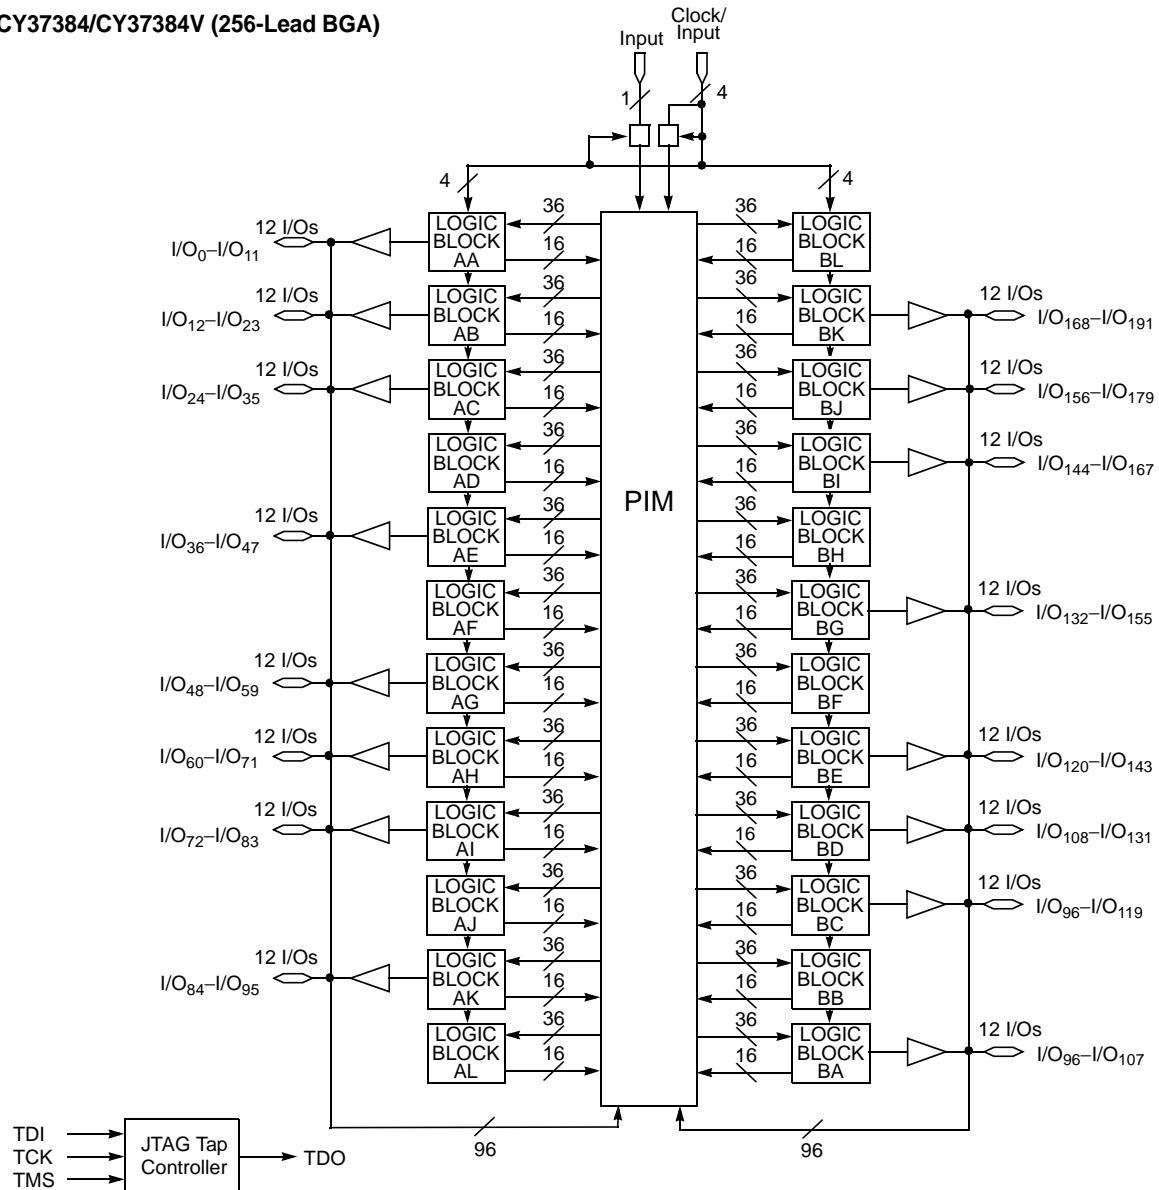 CY37384/CY37384V (256-Lead BGA)
Clock/
Input
Input
1
4
4
4
12 I/Os
I/O0–I/O11
LOGIC
BLOCK
AA
36
16
36
16
LOGIC
BLOCK
BL
12 I/Os
I/O12–I/O23
LOGIC
BLOCK
AB
36
16
36
16
LOGIC
BLOCK
BK
12 I/Os
I/O168–I/O191
12 I/Os
I/O24–I/O35
LOGIC
BLOCK
AC
36
16
36
16
LOGIC
BLOCK
BJ
12 I/Os
I/O156–I/O179
LOGIC
BLOCK
AD
36
16
PIM
36
16
LOGIC
BLOCK
BI
12 I/Os
I/O144–I/O167
12 I/Os
I/O36–I/O47
LOGIC
BLOCK
AE
36
16
36
16
LOGIC
BLOCK
BH
LOGIC
BLOCK
AF
36
16
36
16
LOGIC
BLOCK
BG
12 I/Os
I/O132–I/O155
12 I/Os
I/O48–I/O59
LOGIC
BLOCK
AG
36
16
36
16
LOGIC
BLOCK
BF
12 I/Os
I/O60–I/O71
LOGIC
BLOCK
AH
36
16
36
16
LOGIC
BLOCK
BE
12 I/Os
I/O120–I/O143
12 I/Os
I/O72–I/O83
LOGIC
BLOCK
AI
36
16
36
16
LOGIC
BLOCK
BD
12 I/Os
I/O108–I/O131
LOGIC
BLOCK
AJ
36
16
36
16
LOGIC
BLOCK
BC
12 I/Os
I/O96–I/O119
12 I/Os
I/O84–I/O95
LOGIC
BLOCK
AK
36
16
36
16
LOGIC
BLOCK
BB
LOGIC
BLOCK
AL
36
16
36
16
LOGIC
BLOCK
BA
12 I/Os
I/O96–I/O107
96
96
TDI
TCK
TMS
JTAG Tap
Controller
TDO